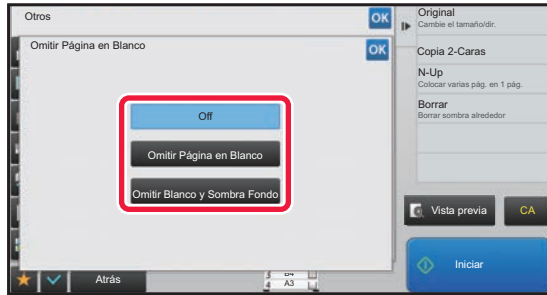 Otros
OK
Omitir Página en Blanco
OK
Off
Omitir Página en Blanco
Omitir Blanco y Sombra Fondo
Atrás
A3
Original
Cambie el tamaño/dir.
Copia 2-Caras
N-Up
Colocar varias pág. en 1 pág.
Borrar
Borrar sombra alrededor
Vista previa
CA
Iniciar